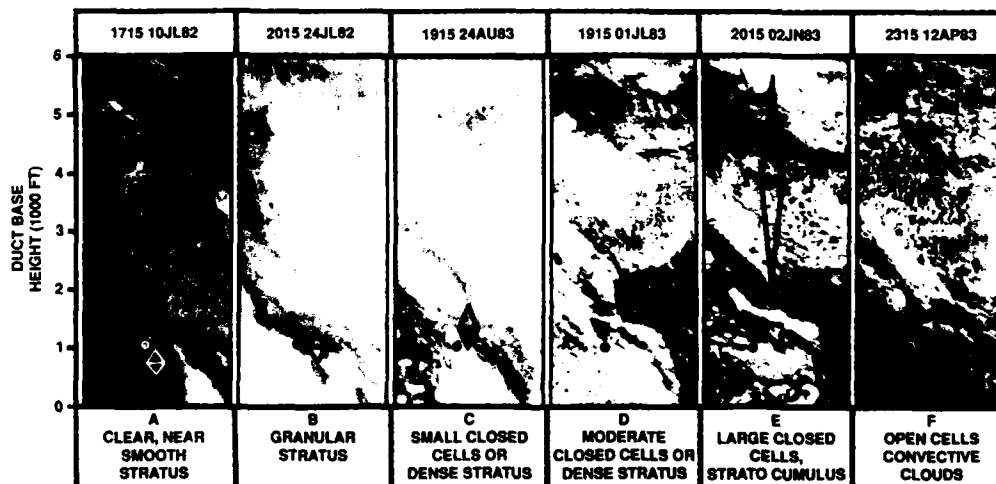 1715 10JL82
2015 24JL82
1915 24AU83
1915 01JL83
2015 02JN83
2315 12AP83
6
5
4
3
2
1
0
DUCT BASE
HEIGHT (1000 FT)
A
CLEAR, NEAR
SMOOTH
STRATUS
B
GRANULAR
STRATUS
C
SMALL CLOSED
CELLS OR
DENSE STRATUS
D
MODERATE
CLOSED CELLS OR
DENSE STRATUS
E
LARGE CLOSED
CELLS,
STRATO CUMULUS
F
OPEN CELLS
CONVECTIVE
CLOUDS